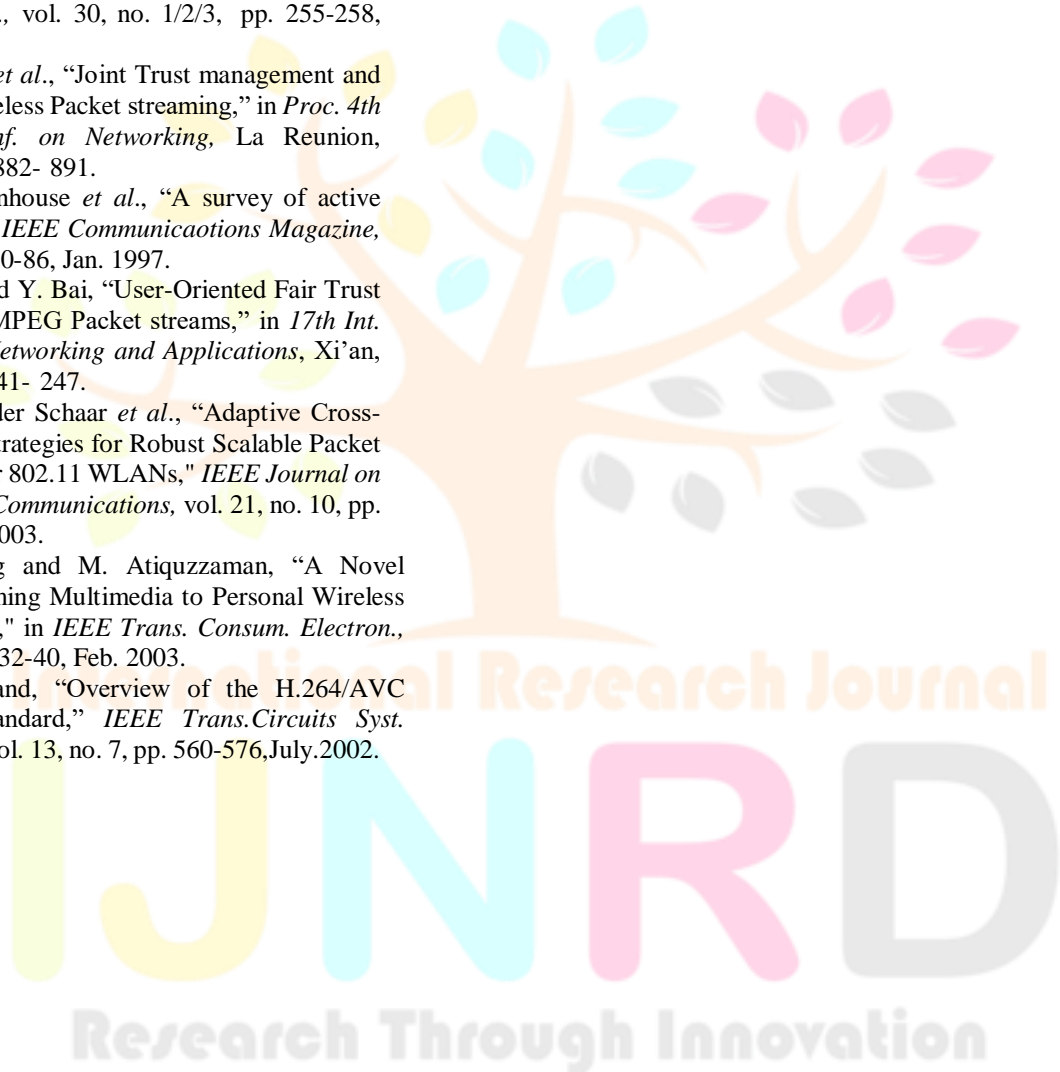 ., vol. 30, no. 1/2/3, pp. 255-258,
et al., “Joint Trust management and
eless Packet streaming,” in Proc. 4th
nf. on Networking, La Reunion,
882- 891.
nhouse et al., “A survey of active
IEEE Communicaotions Magazine,
0-86, Jan. 1997.
d Y. Bai, “User-Oriented Fair Trust
MPEG Packet streams,” in 17th Int.
Networking and Applications, Xi’an,
41- 247.
der Schaar et al., “Adaptive Cross-
trategies for Robust Scalable Packet
r 802.11 WLANs," IEEE Journal on
Communications, vol. 21, no. 10, pp.
003.
g and M. Atiquzzaman, “A Novel
ning Multimedia to Personal Wireless
," in IEEE Trans. Consum. Electron.,
32-40, Feb. 2003.
and, “Overview of the H.264/AVC
andard,” IEEE Trans.Circuits Syst.
ol. 13, no. 7, pp. 560-576,July.2002.
International Research Journal
IJNRD
Research Through Innovation